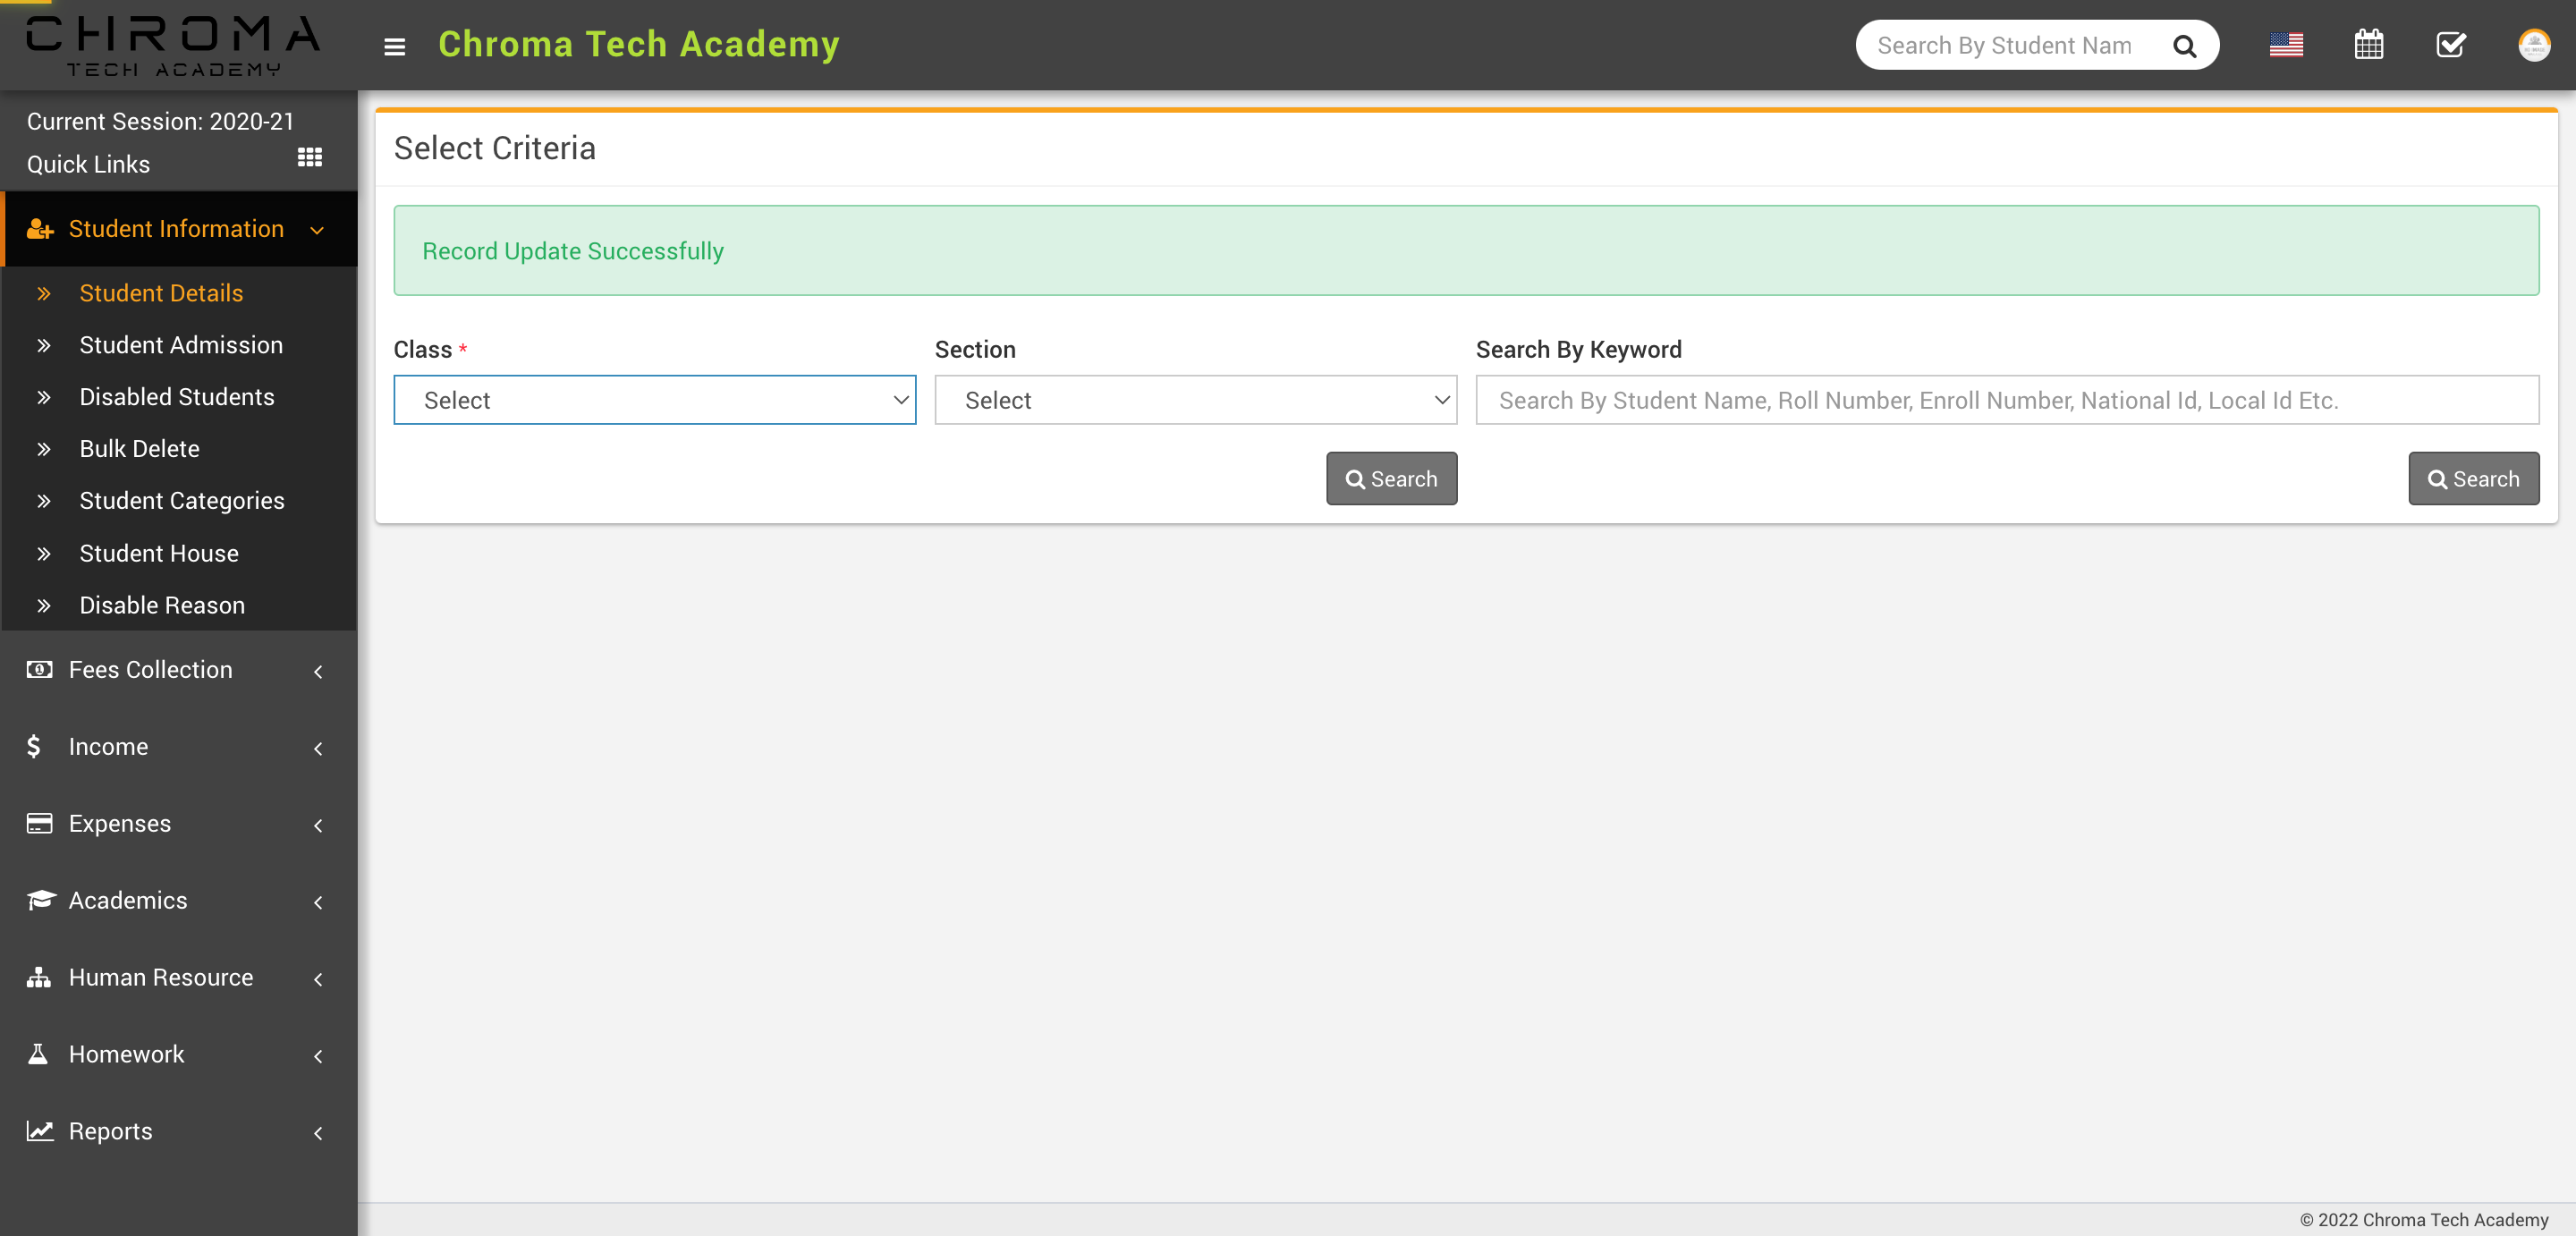 CHROMA
TECH ACADEMY
Chroma Tech Academy
Search By Student Nam
Current Session: 2020-21
Quick Links
Student Information
Student Details
Student Admission
Disabled Students
Bulk Delete
Student Categories
Student House
Disable Reason
Fees Collection
Income
Expenses
Academics
Human Resource
Homework
Reports
Select Criteria
Record Update Successfully
Class *
Section
Search By Keyword
Select
Select
Search By Student Name, Roll Number, Enroll Number, National Id, Local Id Etc.
Search
Search
© 2022 Chroma Tech Academy